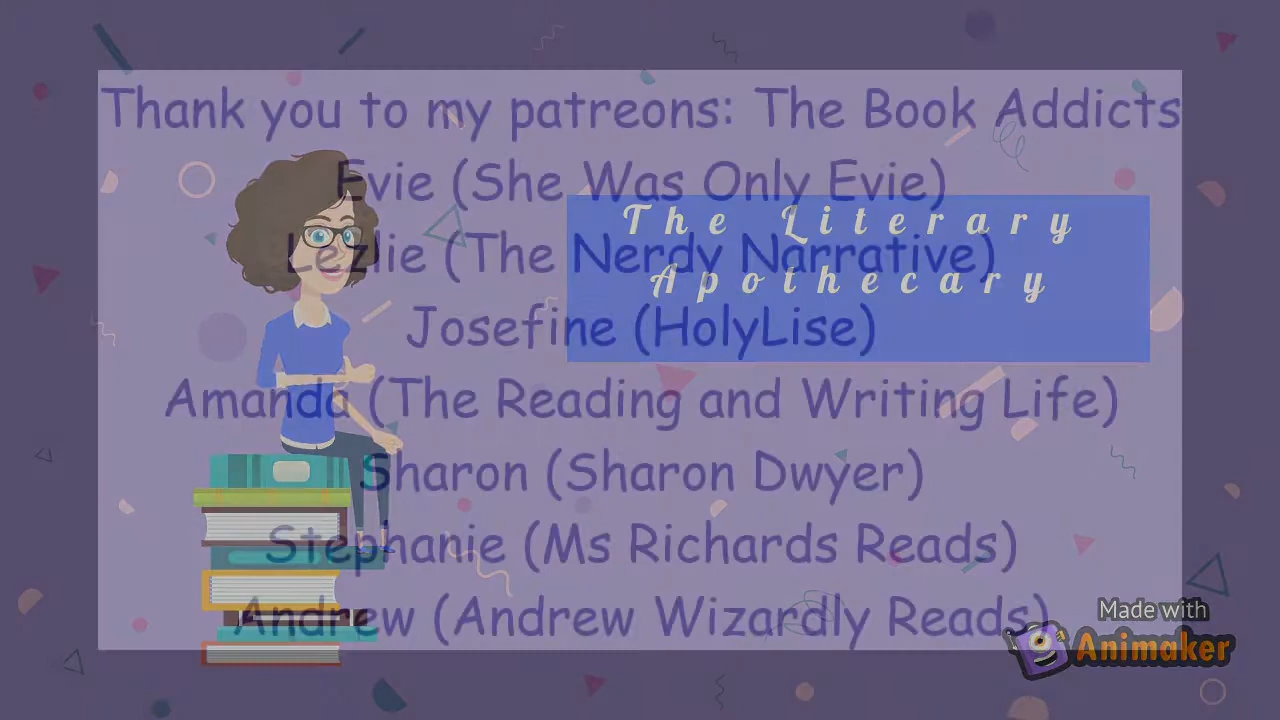 Thank you to my patreons: The Book Addicts
Evie (She Was Only Evie)
Lezlie (The Nerdy Narrative)
Josefine (HolyLise)
Amanda (The Reading and Writing Life)
Sharon (Sharon Dwyer)
Stephanie (Ms Richards Reads)
Andrew (Andrew Wizardly Reads)
The Literary
Apothecary
Made with
Animaker